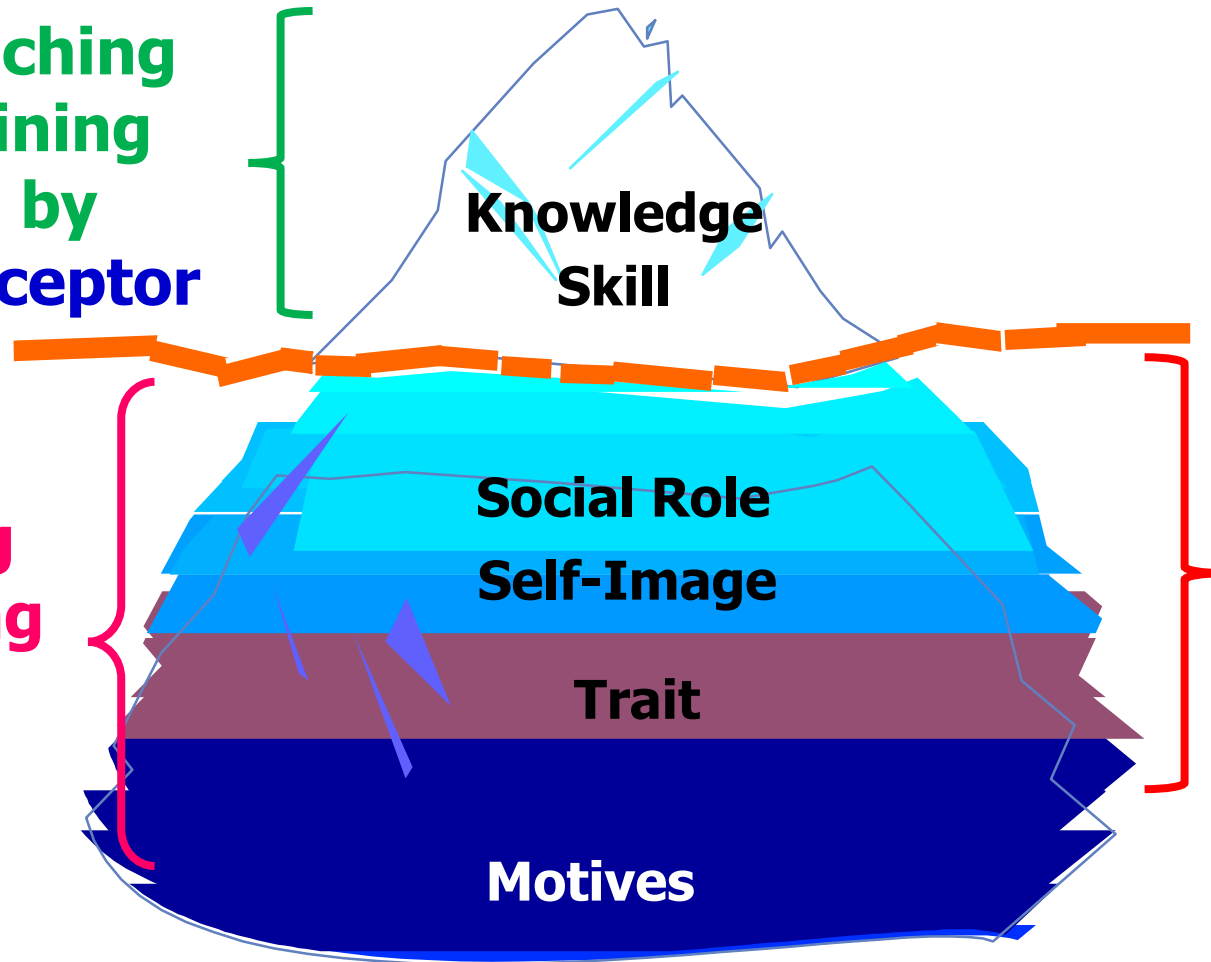 ching
ining
by
ceptor
Knowledge
Skill
Social Role
Self-Image
Trait
Motives
g
g